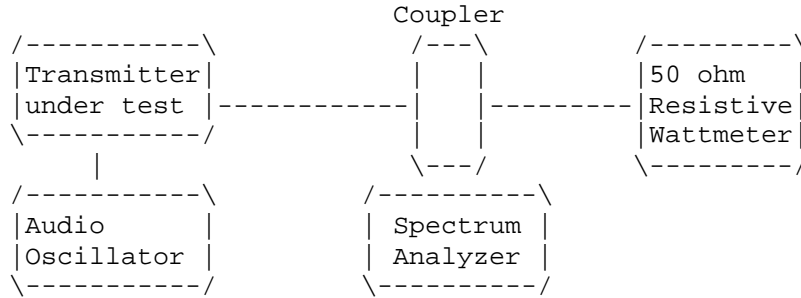 Coupler
Transmitter
under test
50 ohm
Resistive
Wattmeter
Audio
Oscillator
Spectrum
Analyzer